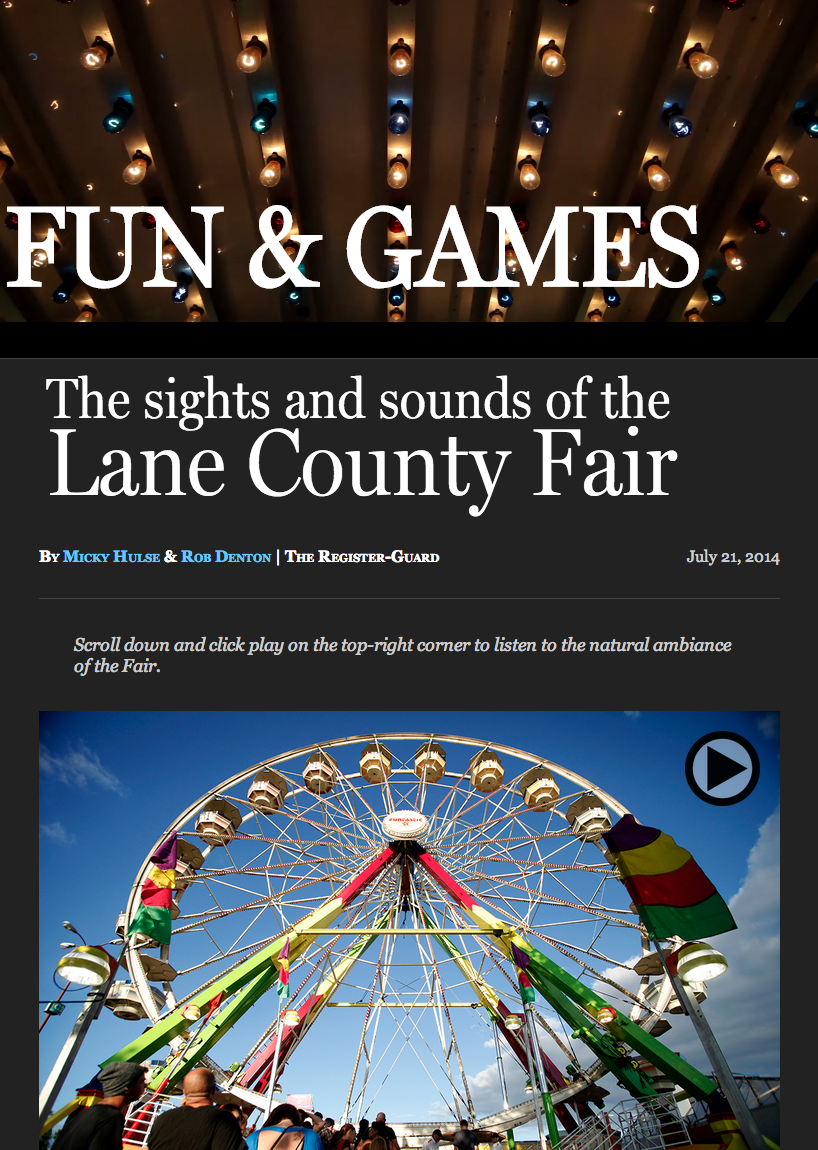 FUN & GAMES
The sights and sounds of the
Lane County Fair
By Micky Hulse & Rob Denton | The Register-Guard
July 21, 2014
Scroll down and click play on the top-right corner to listen to the natural ambiance
of the Fair.
FUNTASTIC